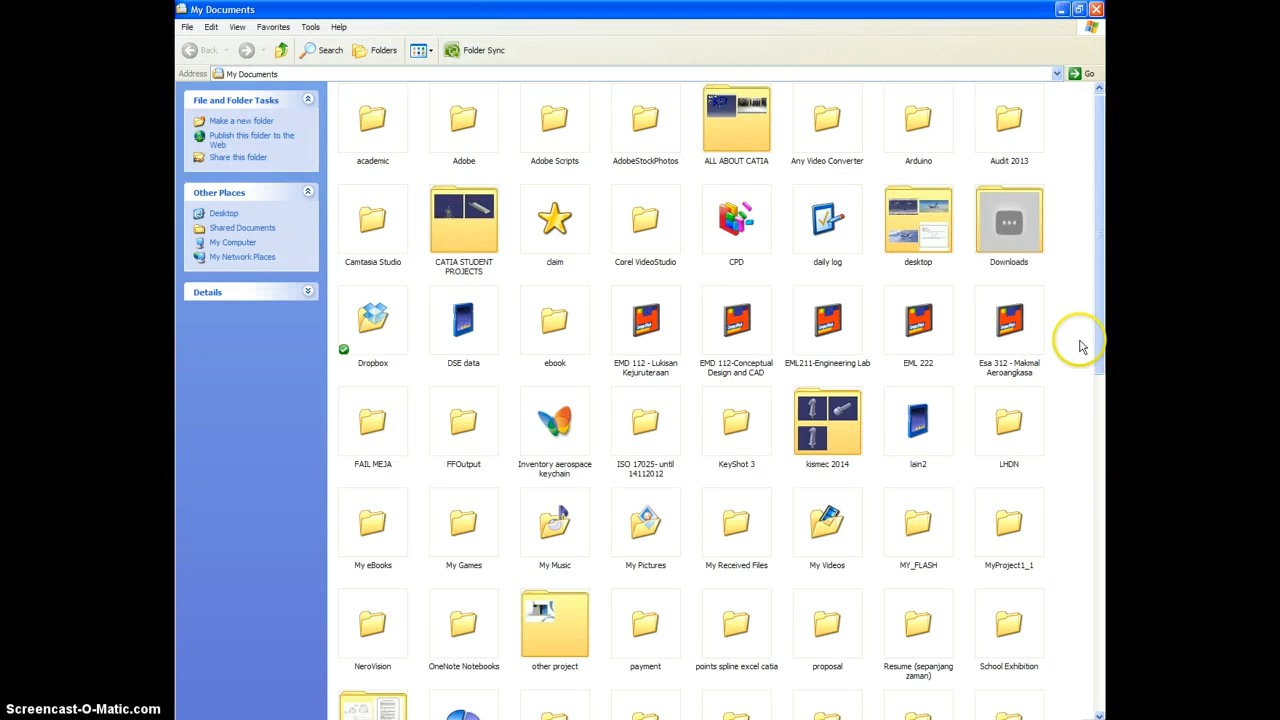 My Documents
File Edit View Favorites Tools Help
Back Search Folders Folder Sync
Address My Documents Go
File and Folder Tasks
Make a new folder
Publish this folder to the
Web
Share this folder
Other Places
Desktop
Shared Documents
My Computer
My Network Places
Details
academic Adobe Adobe Scripts AdobeStockPhotos ALL ABOUT CATIA Any Video Converter Arduino Audit 2013
Camtasia Studio CATIA STUDENT PROJECTS claim Corel VideoStudio CPD daily log desktop Downloads
Dropbox DSE data ebook EMD 112 - Lukisan Kejuruteraan EMD 112-Conceptual Design and CAD EML211-Engineering Lab EML 222 Esa 312 - Makmal Aeroangkasa
FAIL MEJA FFOutput Inventory aerospace keychain ISO 17025- until 14112012 KeyShot 3 kismec 2014 lain2 LHDN
My eBooks My Games My Music My Pictures My Received Files My Videos MY_FLASH MyProject1_1
NeroVision OneNote Notebooks other project payment points spline excel catia proposal Resume (sepanjang zaman) School Exhibition
Screencast-O-Matic.com